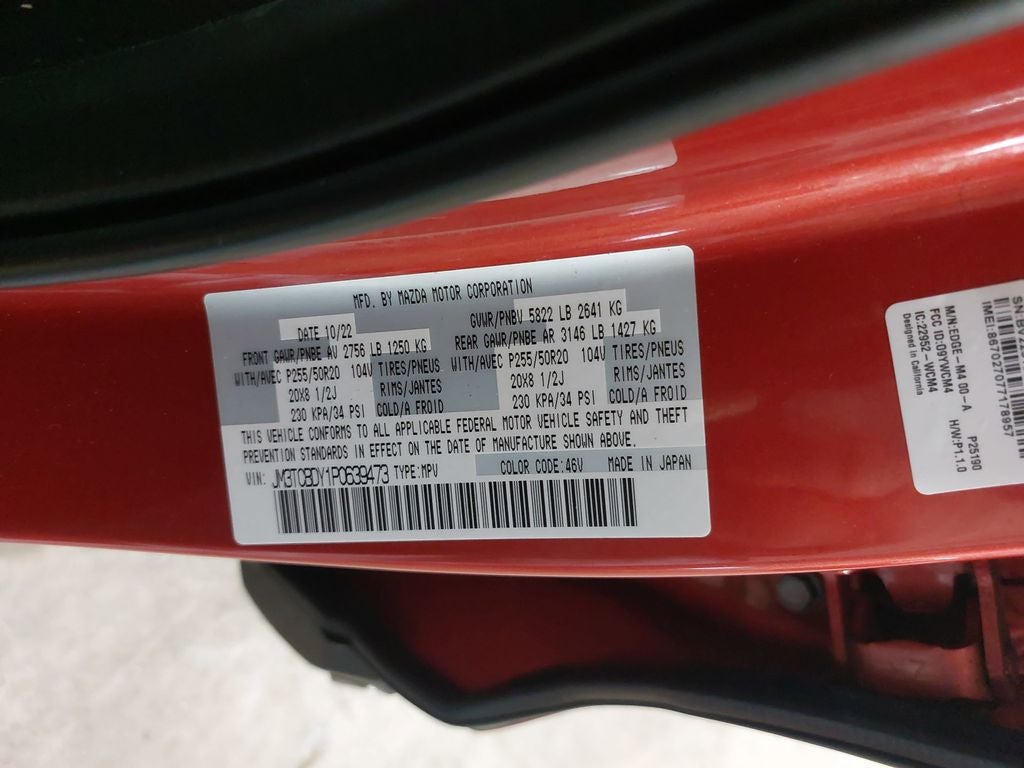 MFD. BY MAZDA MOTOR CORPORATION
DATE 10/22
GVWR/PNBV 5822 LB 2641 KG
FRONT GAWR/PNBE AV 2756 LB 1250 KG
REAR GAWR/PNBE AR 3146 LB 1427 KG
WITH/AVEC P255/50R20 104V TIRES/PNEUS
WITH/AVEC P255/50R20 104V TIRES/PNEUS
20X8 1/2J RIMS/JANTES
20X8 1/2J RIMS/JANTES
230 KPA/34 PSI COLD/A FROID
230 KPA/34 PSI COLD/A FROID
THIS VEHICLE CONFORMS TO ALL APPLICABLE FEDERAL MOTOR VEHICLE SAFETY AND THEFT
PREVENTION STANDARDS IN EFFECT ON THE DATE OF MANUFACTURE SHOWN ABOVE.
VIN: JM3TCBDY1P0639473 TYPE:MPV COLOR CODE:46V MADE IN JAPAN
IMEI:867027077178957
M/N:EDGE-M4 00-A P25190
FCC ID:O9YWCM4 H/W:P1.1.0
IC:22952-WCM4
Designed in California